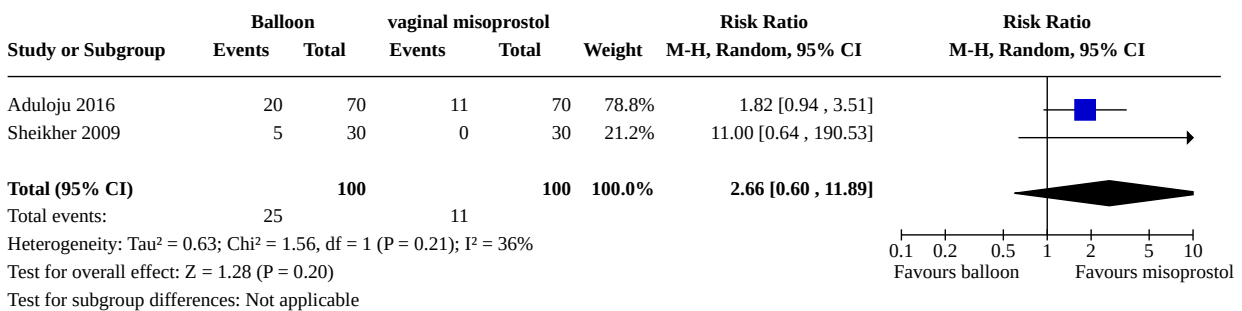 Balloon vaginal misoprostol Risk Ratio Risk Ratio
Study or Subgroup Events Total Events Total Weight M-H, Random, 95% CI M-H, Random, 95% CI
Aduloju 2016 20 70 11 70 78.8% 1.82 [0.94 , 3.51]
Sheikher 2009 5 30 0 30 21.2% 11.00 [0.64 , 190.53]
Total (95% CI) 100 100 100.0% 2.66 [0.60 , 11.89]
Total events: 25 11
Heterogeneity: Tau² = 0.63; Chi² = 1.56, df = 1 (P = 0.21); I² = 36%
Test for overall effect: Z = 1.28 (P = 0.20)
Test for subgroup differences: Not applicable
0.1 0.2 0.5 1 2 5 10
Favours balloon Favours misoprostol